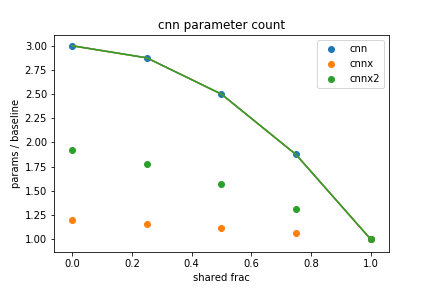 cnn parameter count
cnn
cnnx
cnnx2
params / baseline
3.00
2.75
2.50
2.25
2.00
1.75
1.50
1.25
1.00
0.0 0.2 0.4 0.6 0.8 1.0
shared frac